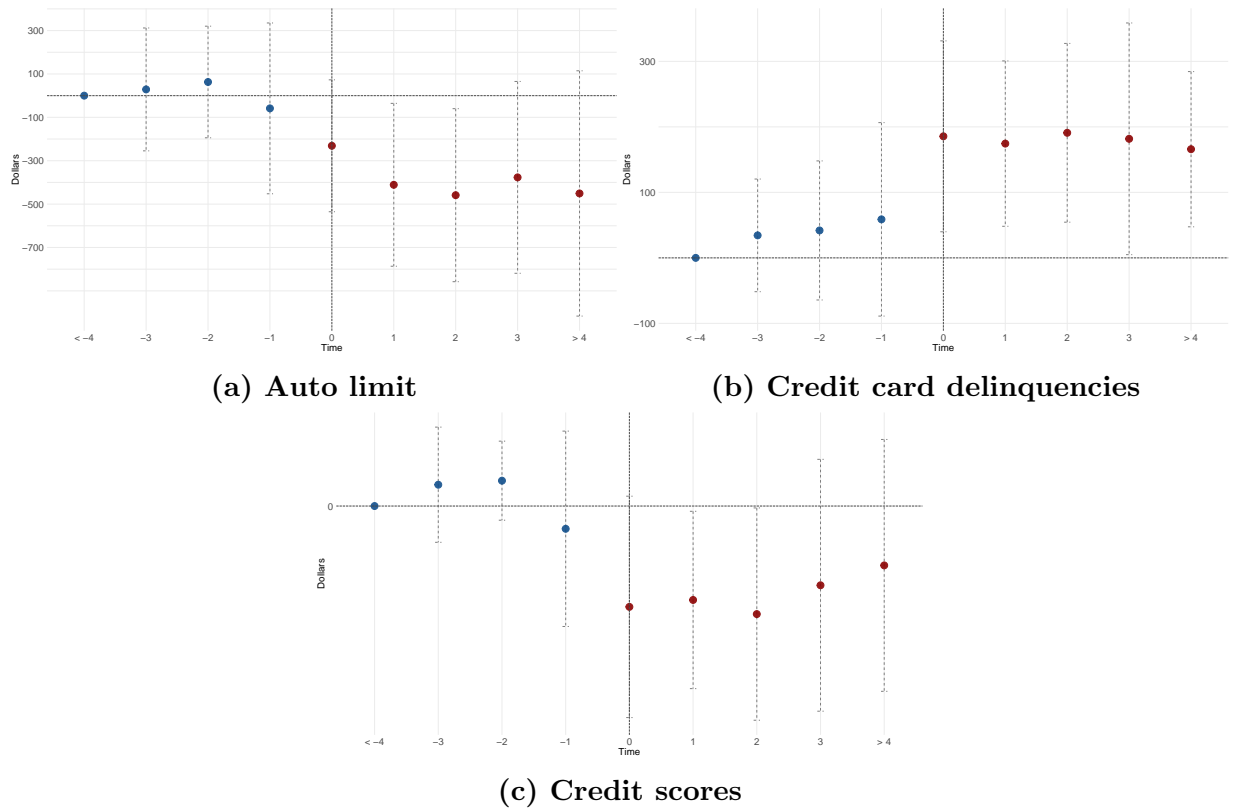 400
100
−100
−300
−500
−700
Dollars
< −4 −3 −2 −1 0 1 2 3 > 4
Time
(a) Auto limit
300
100
−100
Dollars
< −4 −3 −2 −1 0 1 2 3 > 4
Time
(b) Credit card delinquencies
0
Dollars
< −4 −3 −2 −1 0 1 2 3 > 4
Time
(c) Credit scores